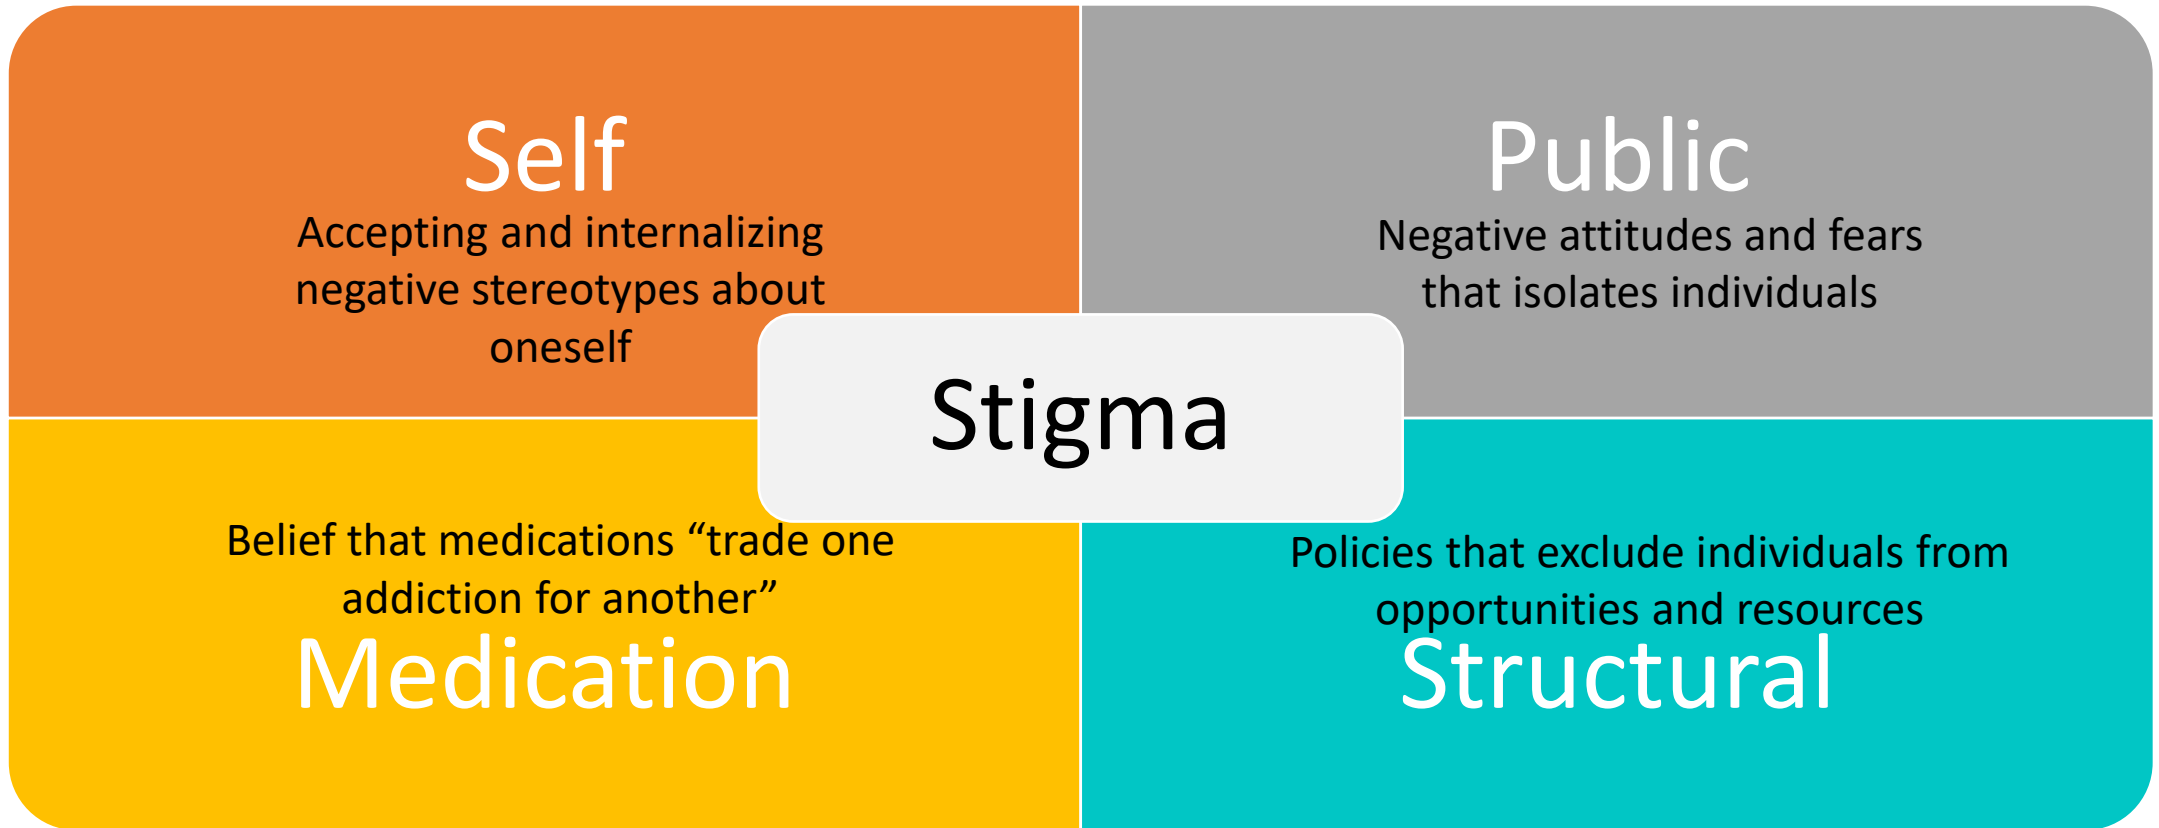 Self
Accepting and internalizing
negative stereotypes about
oneself
Public
Negative attitudes and fears
that isolates individuals
Stigma
Belief that medications “trade one
addiction for another”
Medication
Policies that exclude individuals from
opportunities and resources
Structural